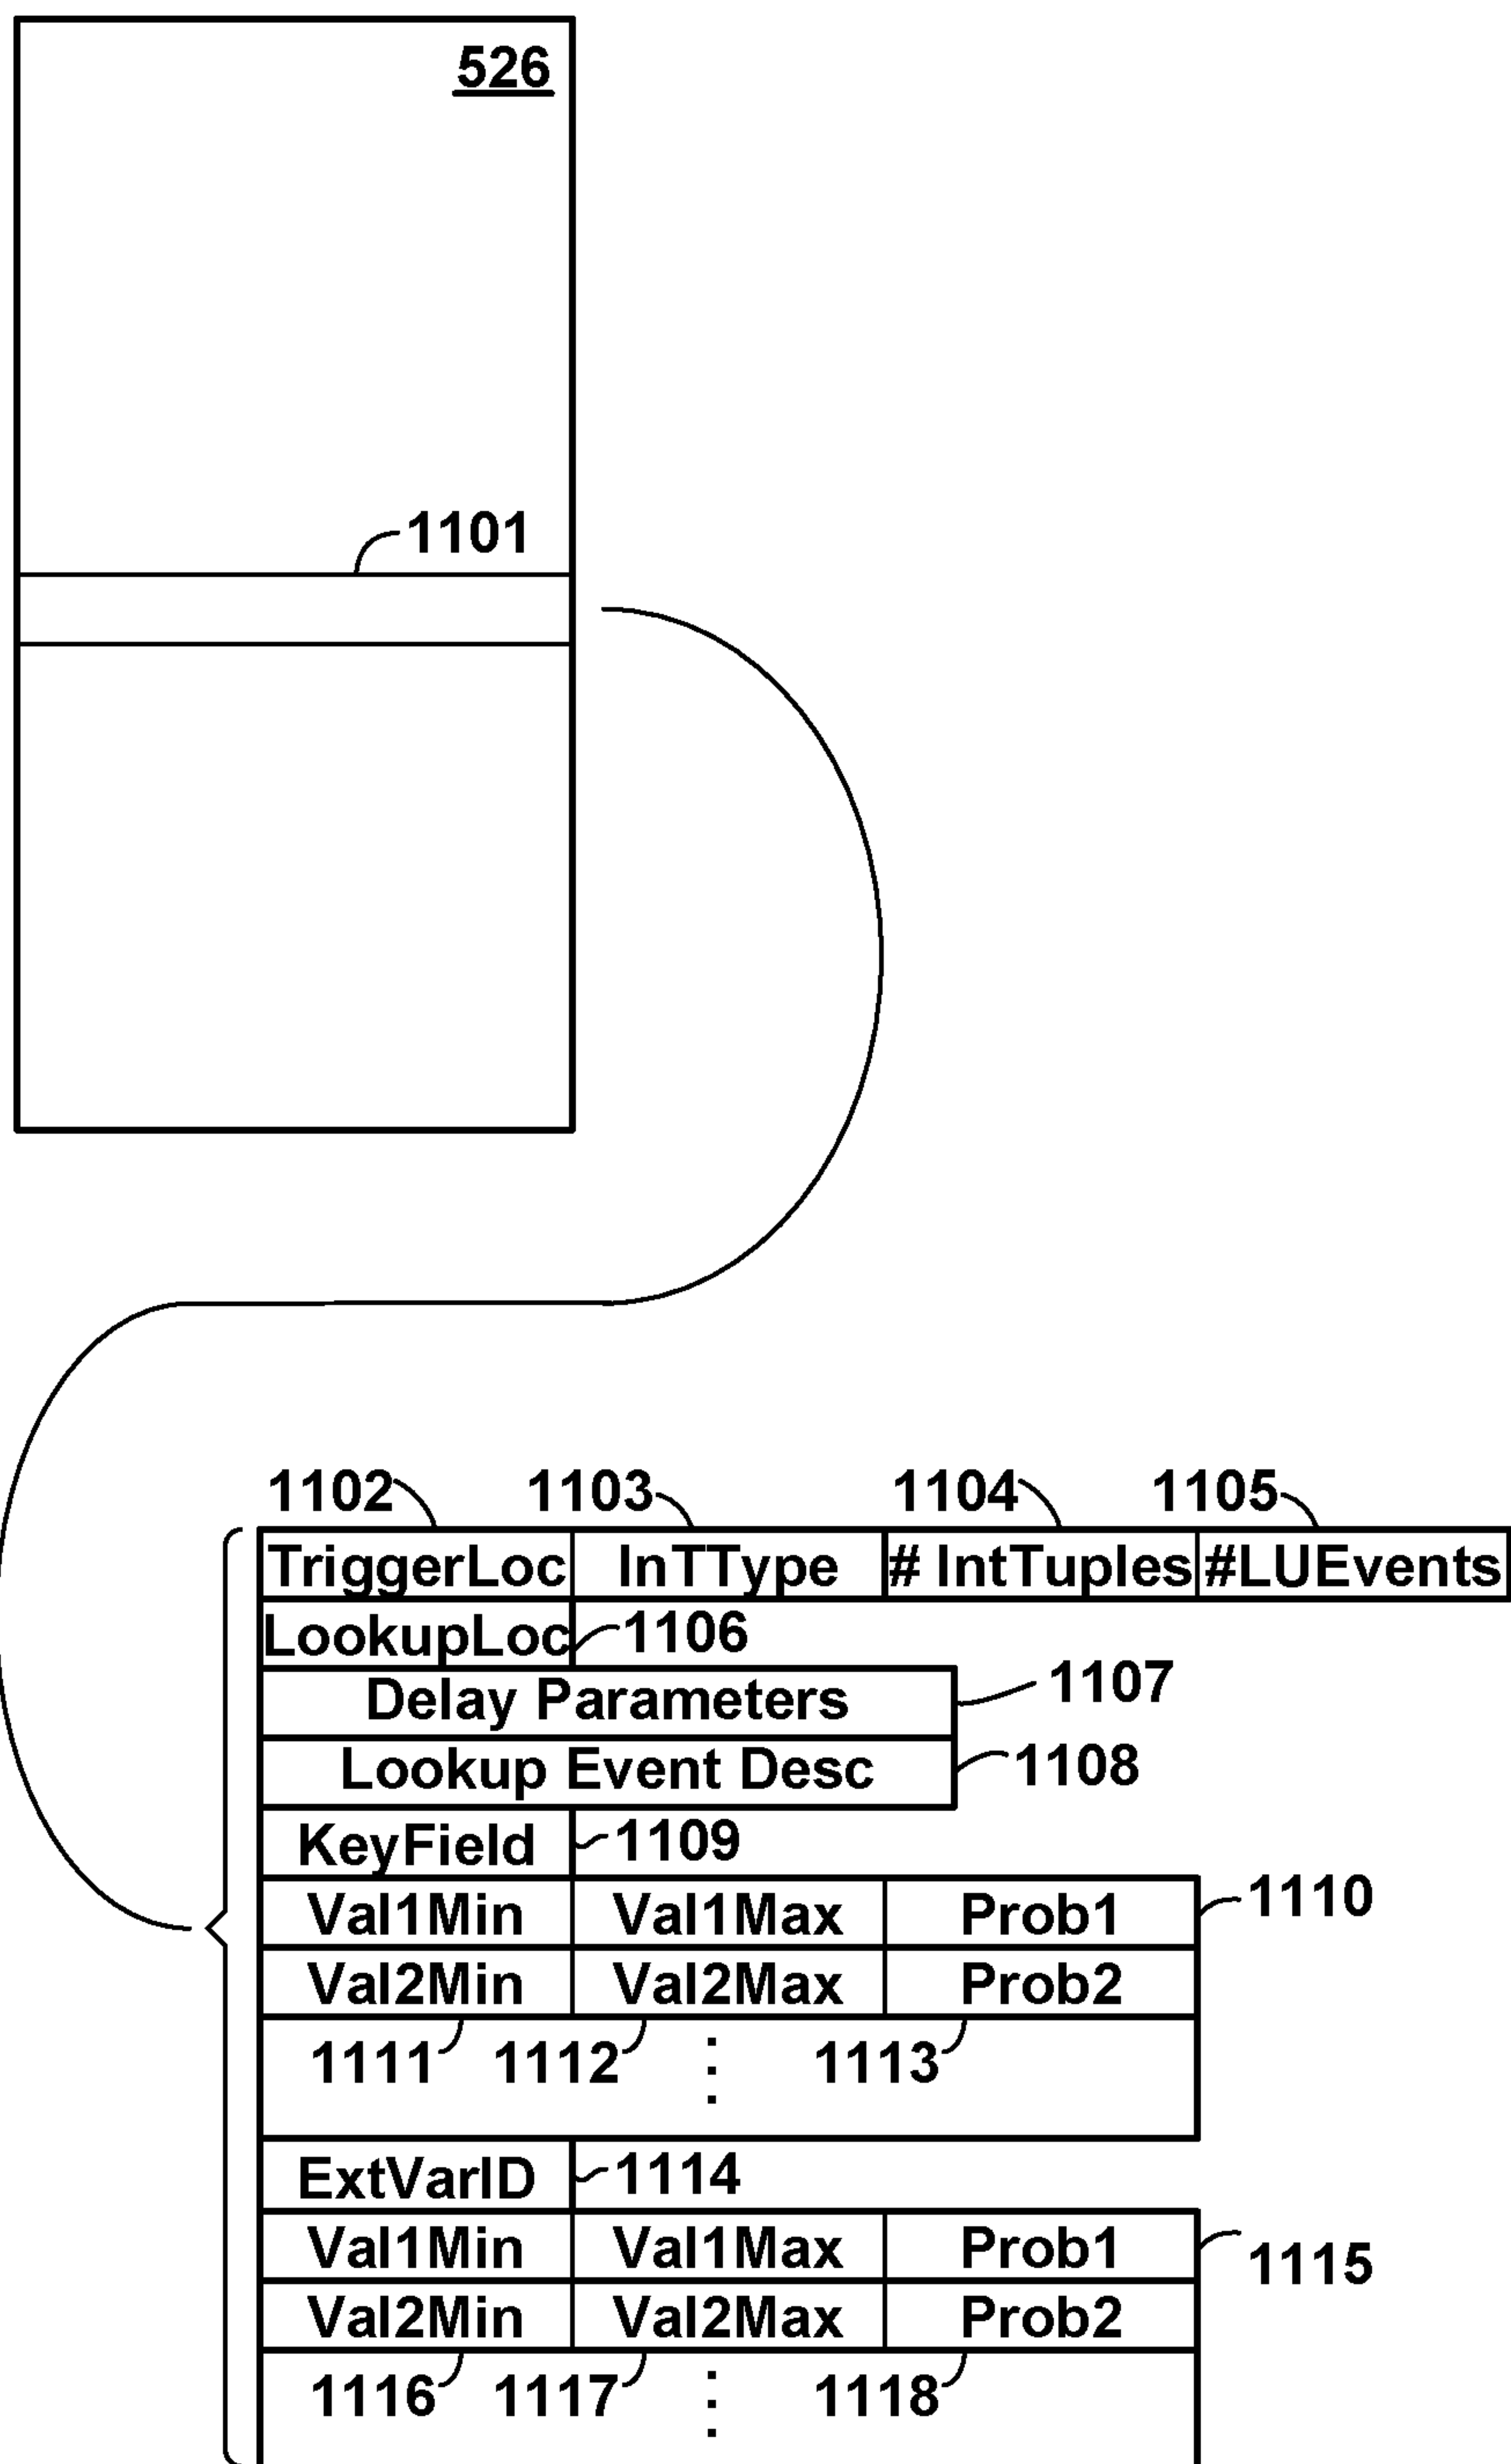 526
1101
1102 1103 1104 1105
TriggerLoc InTType # IntTuples #LUEvents
LookupLoc 1106
Delay Parameters 1107
Lookup Event Desc 1108
KeyField 1109
Val1Min Val1Max Prob1 1110
Val2Min Val2Max Prob2
1111 1112 1113
ExtVarID 1114
Val1Min Val1Max Prob1 1115
Val2Min Val2Max Prob2
1116 1117 1118